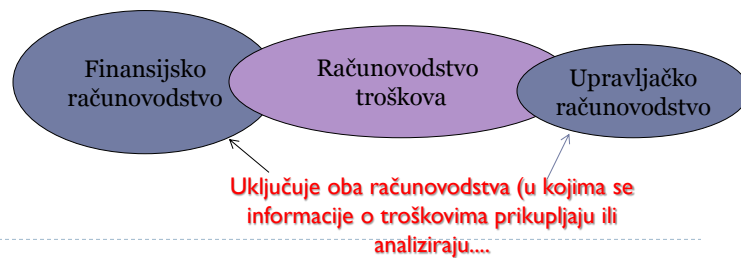 Finansijsko
računovodstvo
Računovodstvo
troškova
Upravljačko
računovodstvo
Uključuje oba računovodstva (u kojima se
informacije o troškovima prikupljaju ili
analiziraju....